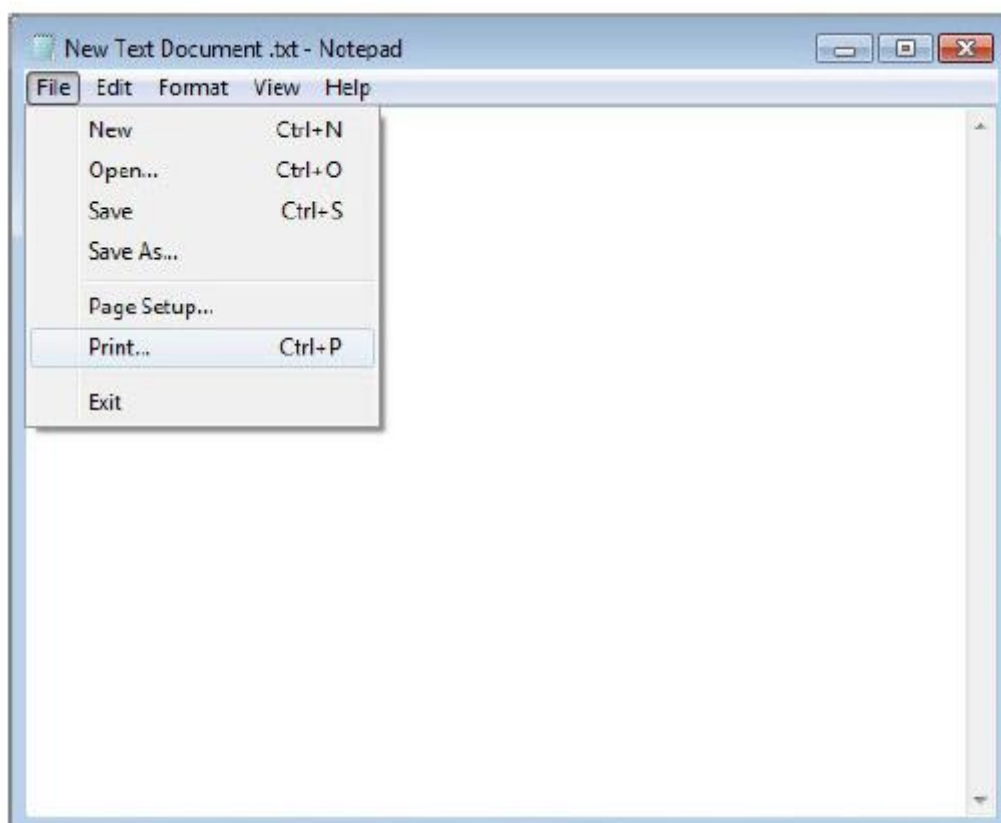 New Text Document .txt - Notepad
File Edit Format View Help
New Ctrl+N
Open... Ctrl+O
Save Ctrl+S
Save As...
Page Setup...
Print... Ctrl+P
Exit